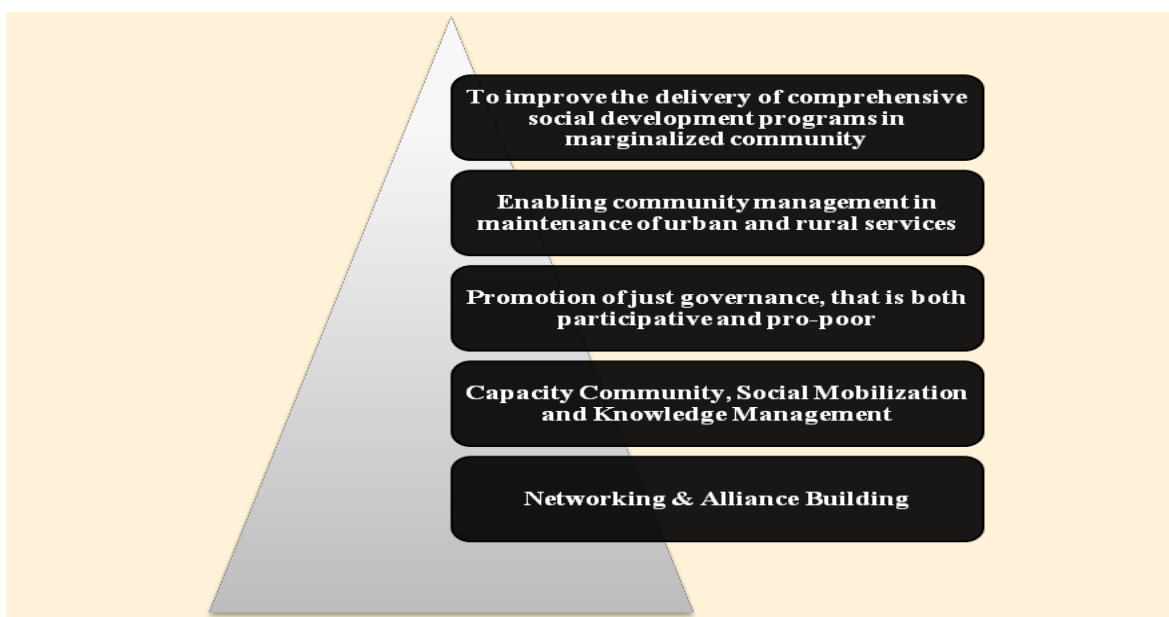 To improve the delivery of comprehensive
social development programs in
marginalized community
Enabling community management in
maintenance of urban and rural services
Promotion of just governance, that is both
participative and pro-poor
Capacity Community, Social Mobilization
and Knowledge Management
Networking & Alliance Building